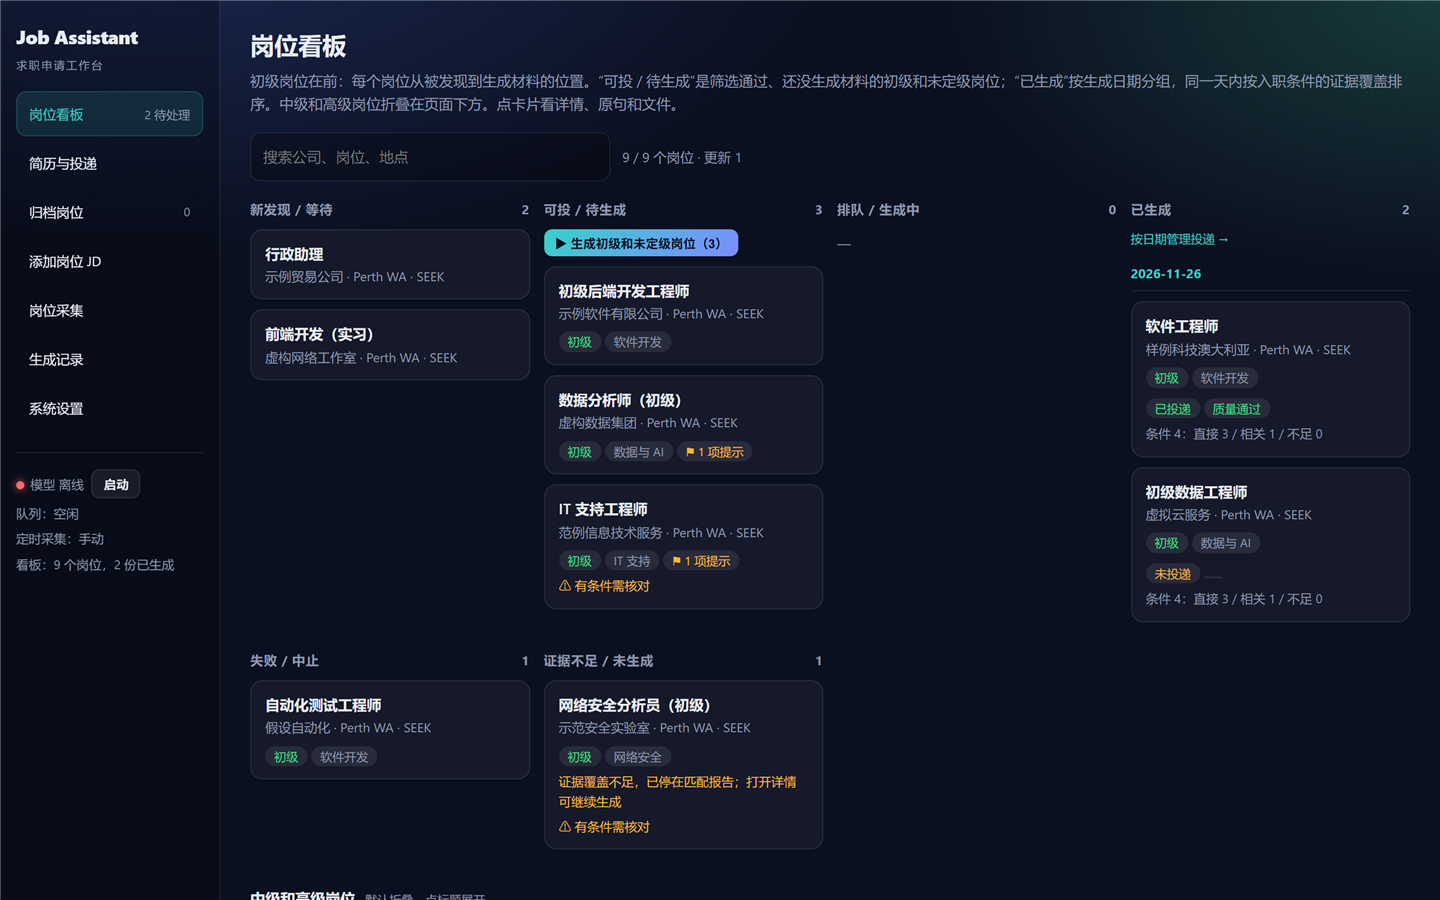 Job Assistant
求职申请工作台
岗位看板 2 待处理
简历与投递
归档岗位 0
添加岗位 JD
岗位采集
生成记录
系统设置
模型 离线 启动
队列：空闲
定时采集：手动
看板：9 个岗位，2 份已生成
岗位看板
初级岗位在前：每个岗位从被发现到生成材料的位置。“可投 / 待生成”是筛选通过、还没生成材料的初级和未定级岗位；“已生成”按生成日期分组，同一天内按入职条件的证据覆盖排
序。中级和高级岗位折叠在页面下方。点卡片看详情、原句和文件。
搜索公司、岗位、地点
9 / 9 个岗位 · 更新 1
新发现 / 等待 2
行政助理
示例贸易公司 · Perth WA · SEEK
前端开发（实习）
虚构网络工作室 · Perth WA · SEEK
可投 / 待生成 3
▶ 生成初级和未定级岗位（3）
初级后端开发工程师
示例软件有限公司 · Perth WA · SEEK
初级 软件开发
数据分析师（初级）
虚构数据集团 · Perth WA · SEEK
初级 数据与 AI ⚑ 1 项提示
IT 支持工程师
范例信息技术服务 · Perth WA · SEEK
初级 IT 支持 ⚑ 1 项提示
⚠ 有条件需核对
排队 / 生成中 0
—
已生成 2
按日期管理投递 →
2026-11-26
软件工程师
样例科技澳大利亚 · Perth WA · SEEK
初级 软件开发
已投递 质量通过
条件 4：直接 3 / 相关 1 / 不足 0
初级数据工程师
虚拟云服务 · Perth WA · SEEK
初级 数据与 AI
未投递 —
条件 4：直接 3 / 相关 1 / 不足 0
失败 / 中止 1
自动化测试工程师
假设自动化 · Perth WA · SEEK
初级 软件开发
证据不足 / 未生成 1
网络安全分析员（初级）
示范安全实验室 · Perth WA · SEEK
初级 网络安全
证据覆盖不足，已停在匹配报告；打开详情
可继续生成
⚠ 有条件需核对
中级和高级岗位 默认折叠，点标题展开